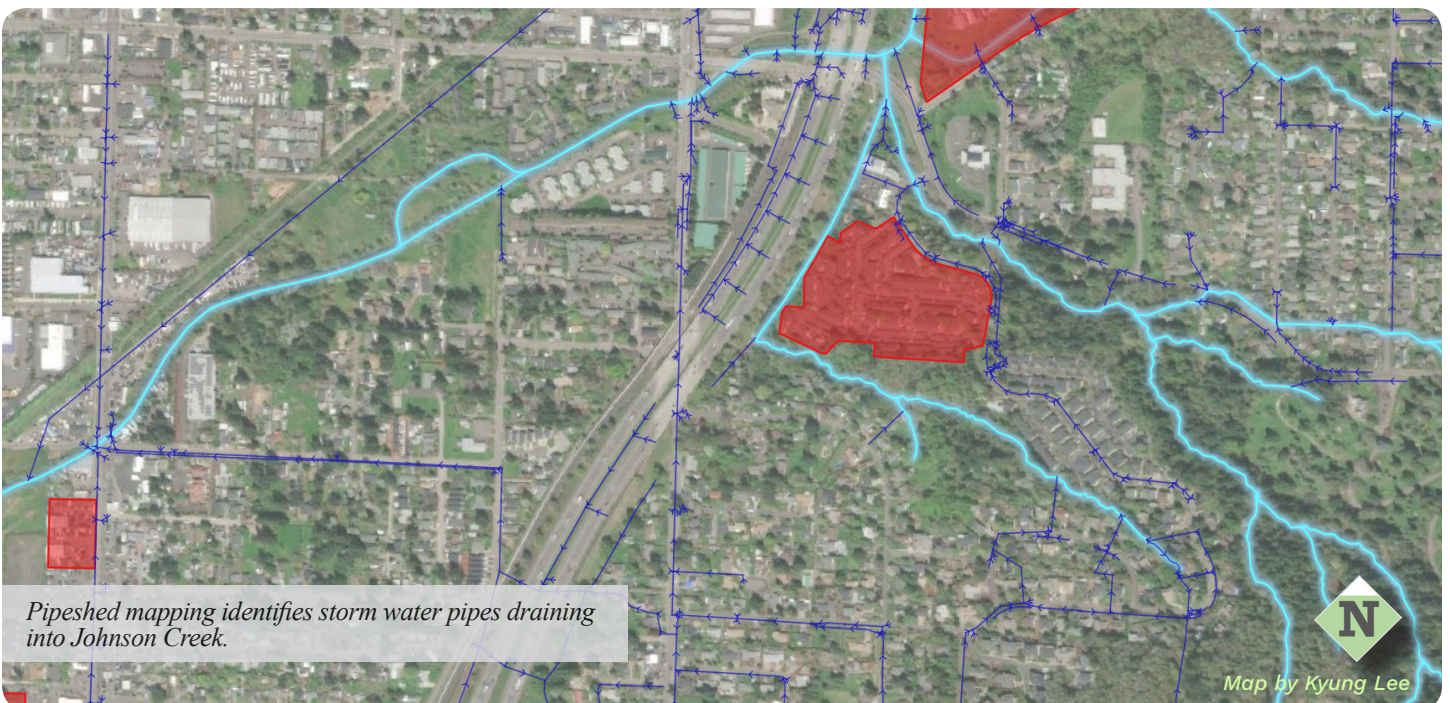 Pipeshed mapping identifies storm water pipes draining
into Johnson Creek.
N
Map by Kyung Lee